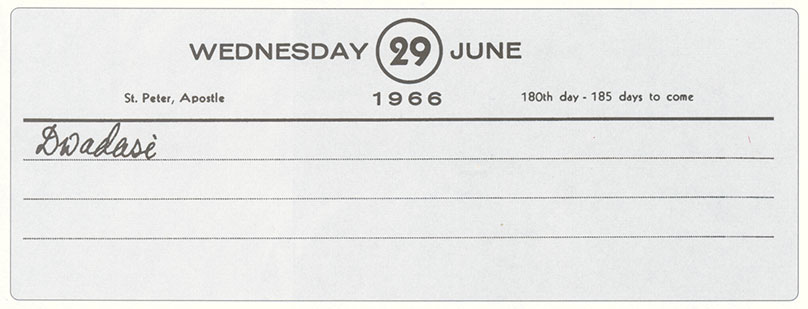 WEDNESDAY 29 JUNE
St. Peter, Apostle 1966 180th day - 185 days to come
Dwadasi